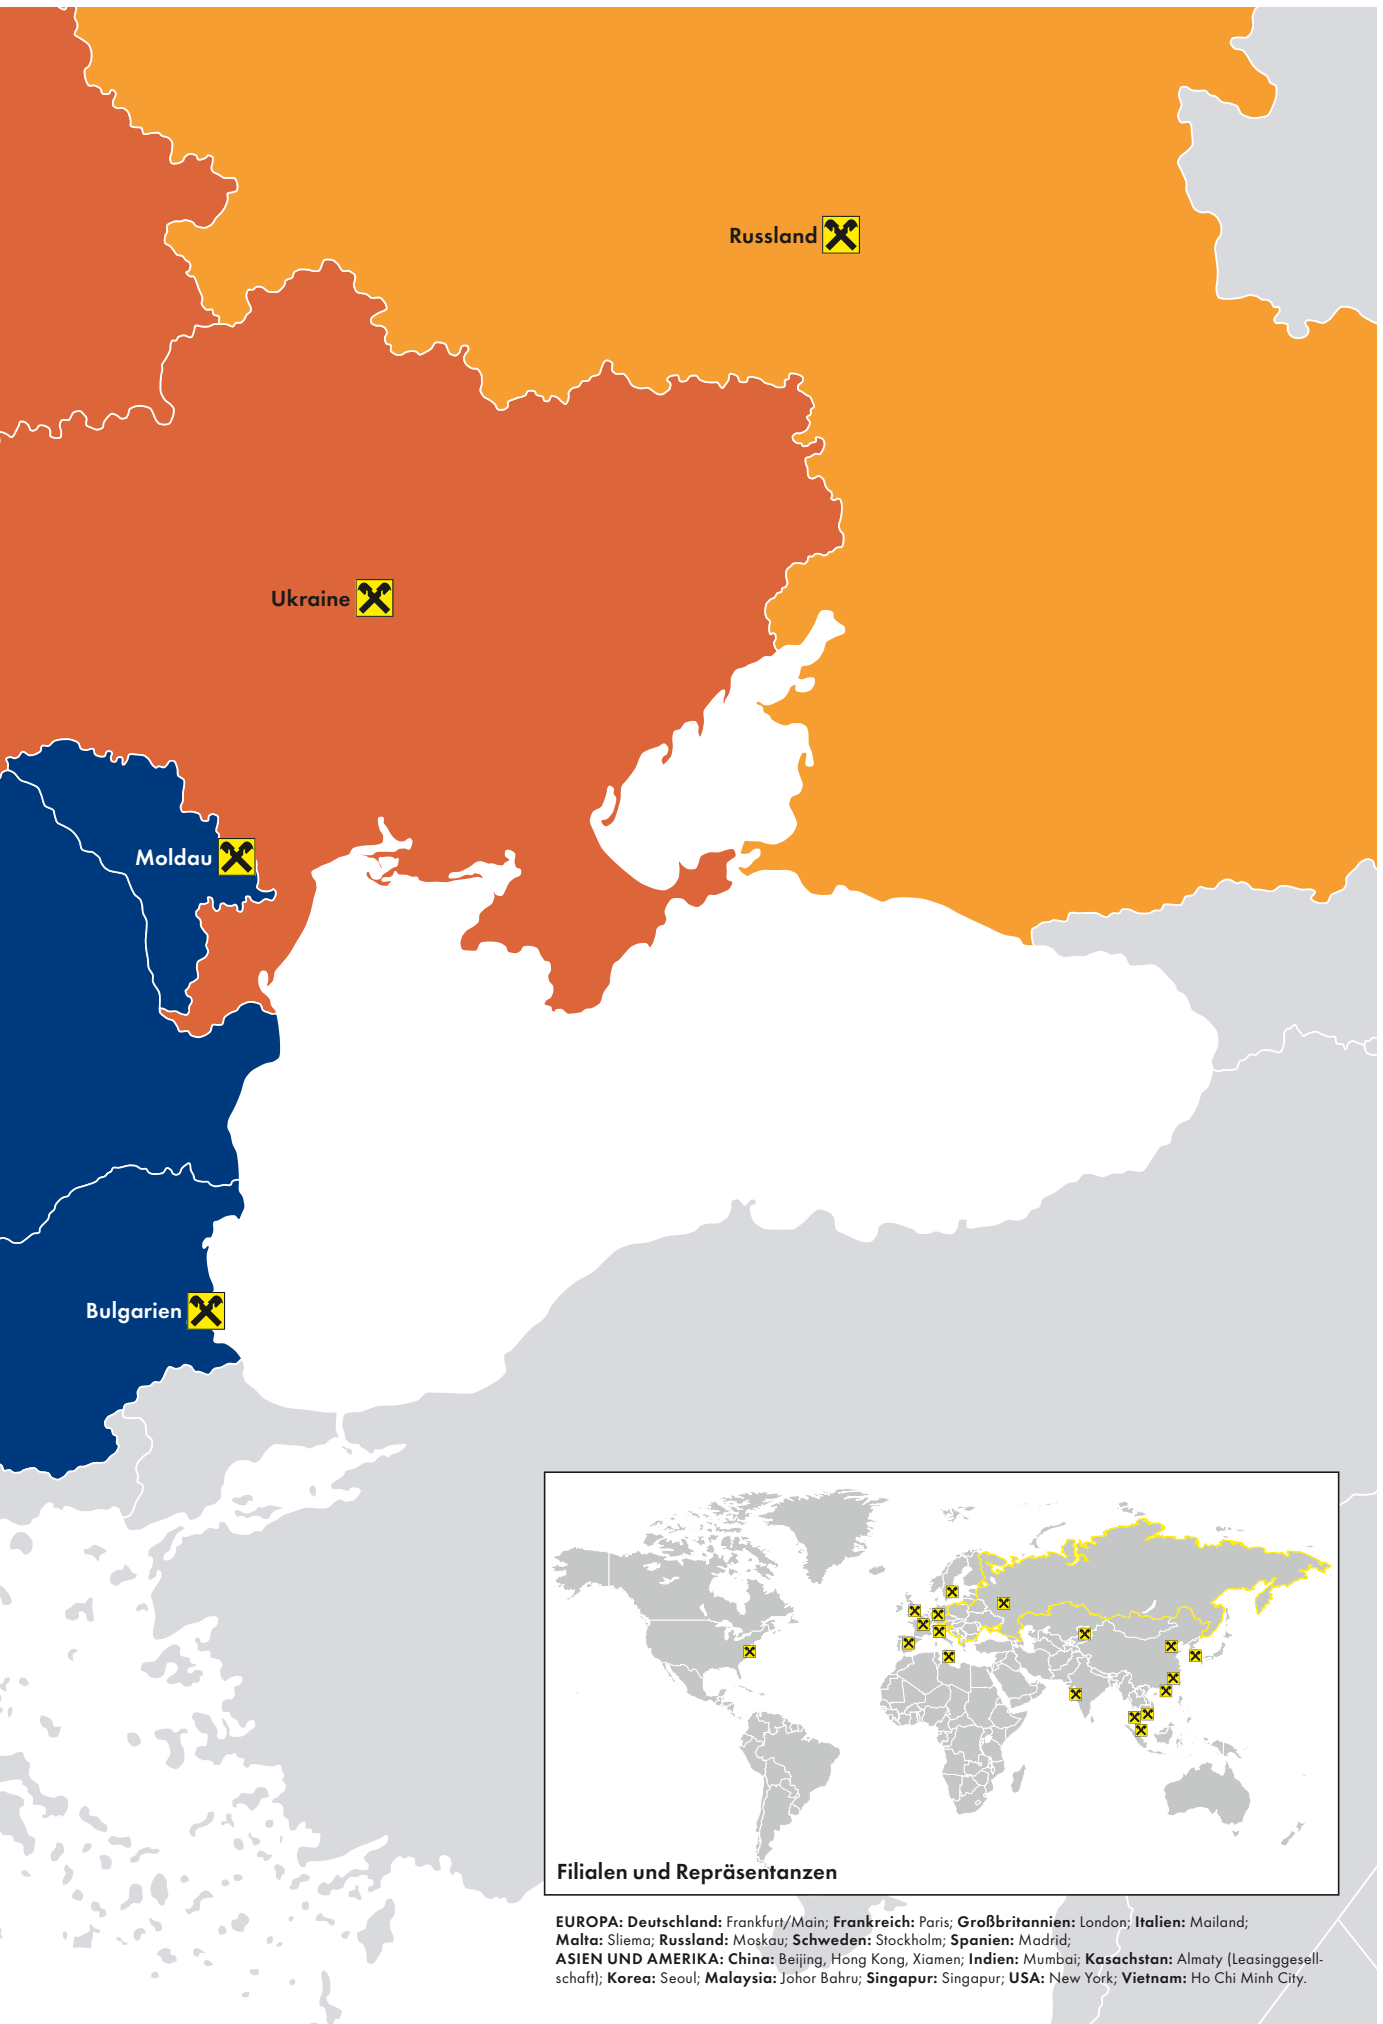 Russland
Ukraine
Moldau
Bulgarien
Filialen und Repräsentanzen
EUROPA: Deutschland: Frankfurt/Main; Frankreich: Paris; Großbritannien: London; Italien: Mailand;
Malta: Sliema; Russland: Moskau; Schweden: Stockholm; Spanien: Madrid;
ASIEN UND AMERIKA: China: Beijing, Hong Kong, Xiamen; Indien: Mumbai; Kasachstan: Almaty (Leasinggesell-
schaft); Korea: Seoul; Malaysia: Johor Bahru; Singapur: Singapur; USA: New York; Vietnam: Ho Chi Minh City.